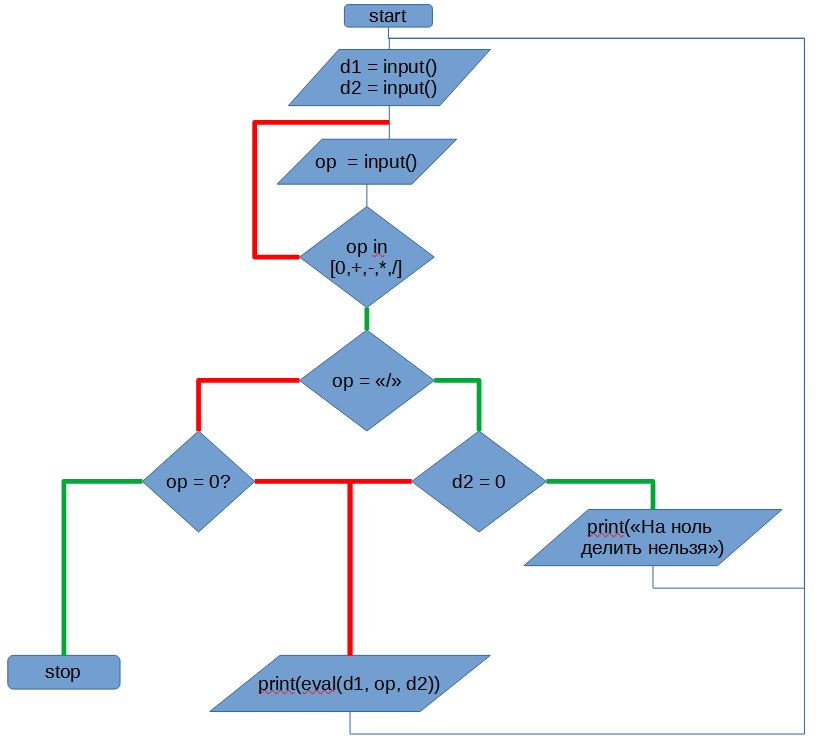 start
d1 = input()
d2 = input()
op  = input()
op in
[0,+,-,*,/]
op = «/»
op = 0?
d2 = 0
print(«На ноль
делить нельзя»)
stop
print(eval(d1, op, d2))